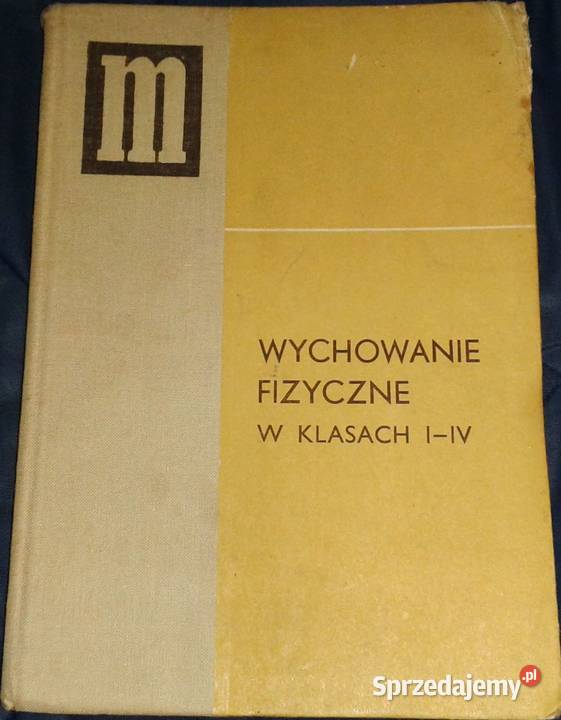 m
WYCHOWANIE
FIZYCZNE
W KLASACH I-IV
Sprzedajemy.pl